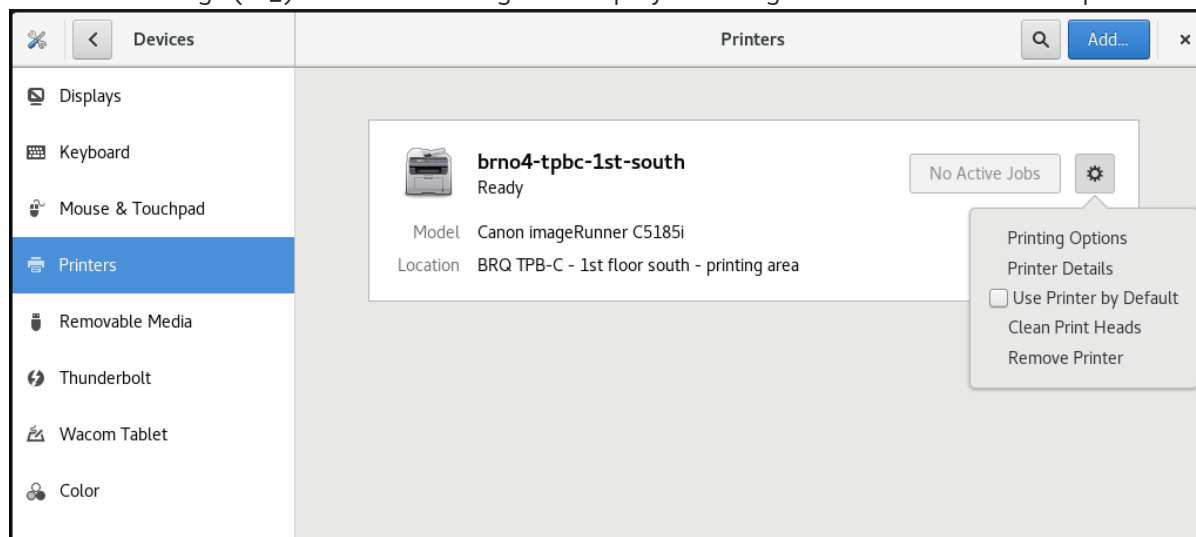 Devices
Printers
Add...
Displays
Keyboard
Mouse & Touchpad
Printers
Removable Media
Thunderbolt
Wacom Tablet
Color
brno4-tpbc-1st-south
Ready
No Active Jobs
Model Canon imageRunner C5185i
Location BRQ TPB-C - 1st floor south - printing area
Printing Options
Printer Details
Use Printer by Default
Clean Print Heads
Remove Printer